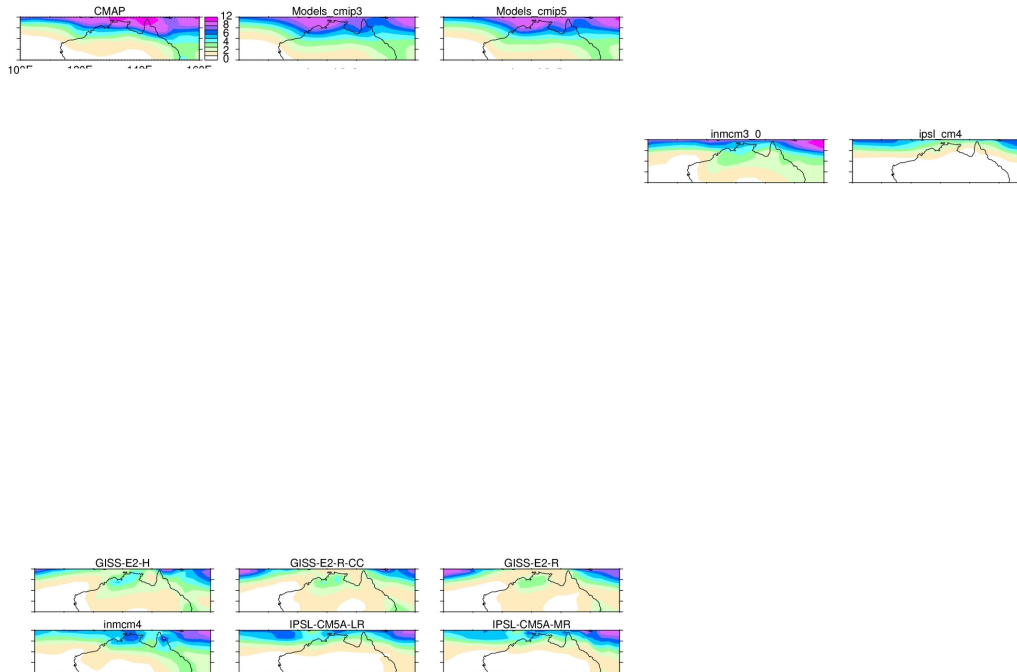 CMAP
Models_cmip3
Models_cmip5
12
8
6
4
2
0
inmcm3_0
ipsl_cm4
GISS-E2-H
GISS-E2-R-CC
GISS-E2-R
inmcm4
IPSL-CM5A-LR
IPSL-CM5A-MR